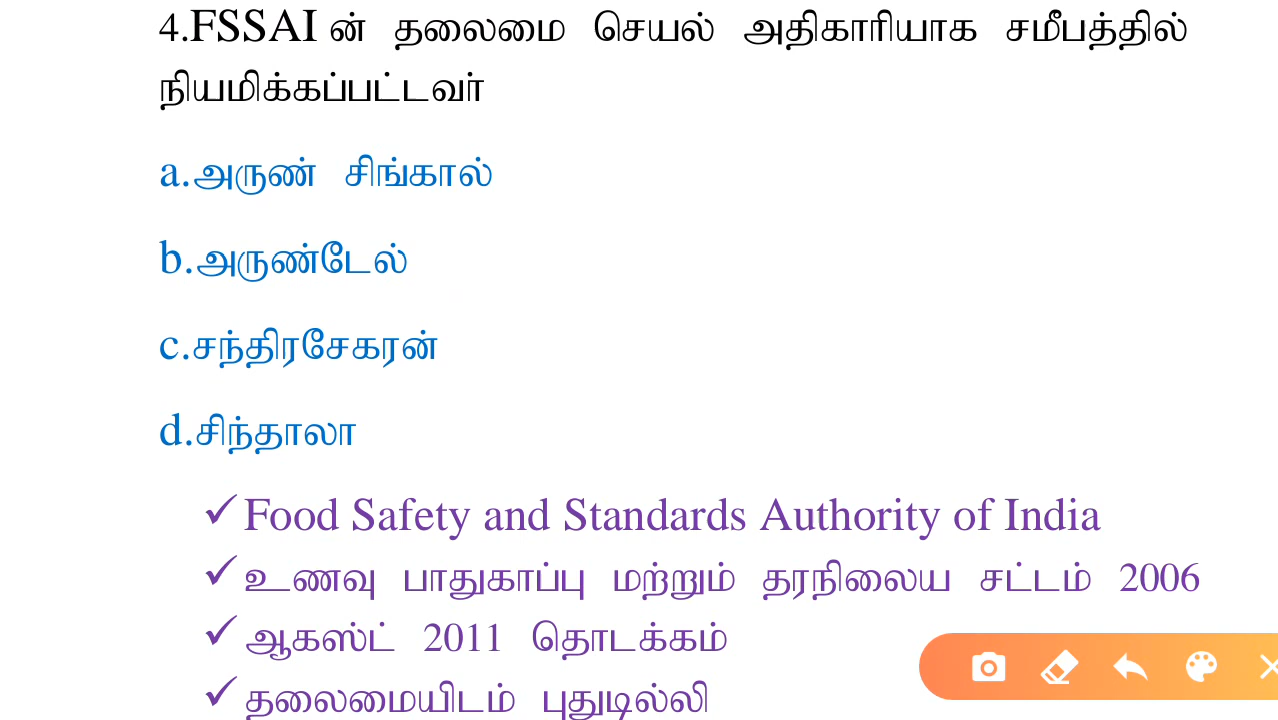 4.FSSAI ன் தலைமை செயல் அதிகாரியாக சமீபத்தில்
நியமிக்கப்பட்டவர்
a.அருண் சிங்கால்
b.அருண்டேல்
c.சந்திரசேகரன்
d.சிந்தாலா
✓Food Safety and Standards Authority of India
✓உணவு பாதுகாப்பு மற்றும் தரநிலைய சட்டம் 2006
✓ஆகஸ்ட் 2011 தொடக்கம்
✓தலைமையிடம் புதுடில்லி